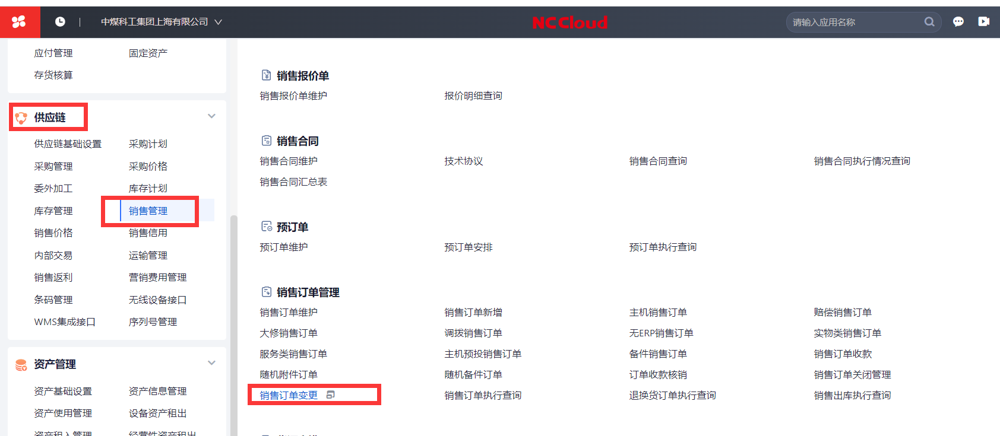 中煤科工集团上海有限公司
NCCloud
请输入应用名称
应付管理 固定资产
存货核算
供应链
供应链基础设置 采购计划
采购管理 采购价格
委外加工 库存计划
库存管理 销售管理
销售价格 销售信用
内部交易 运输管理
销售返利 营销费用管理
条码管理 无线设备接口
WMS集成接口 序列号管理
资产管理
资产基础设置 资产信息管理
资产使用管理 设备资产租出
资产租入管理 经营性资产租出
销售报价单
销售报价单维护 报价明细查询
销售合同
销售合同维护 技术协议 销售合同查询 销售合同执行情况查询
销售合同汇总表
预订单
预订单维护 预订单安排 预订单执行查询
销售订单管理
销售订单维护 销售订单新增 主机销售订单 赔偿销售订单
大修销售订单 调拨销售订单 无ERP销售订单 实物类销售订单
服务类销售订单 主机预投销售订单 备件销售订单 销售订单收款
随机附件订单 随机备件订单 订单收款核销 销售订单关闭管理
销售订单变更 销售订单执行查询 退换货订单执行查询 销售出库执行查询